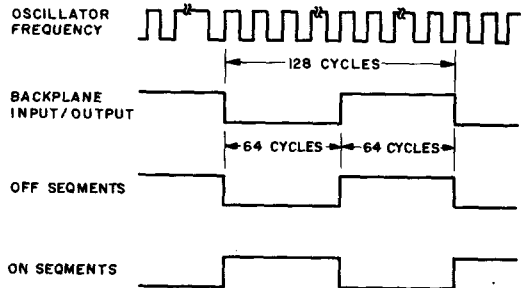 OSCILLATOR
FREQUENCY
128 CYCLES
BACKPLANE
INPUT/OUTPUT
64 CYCLES
64 CYCLES
OFF SEQMENTS
ON SEQMENTS